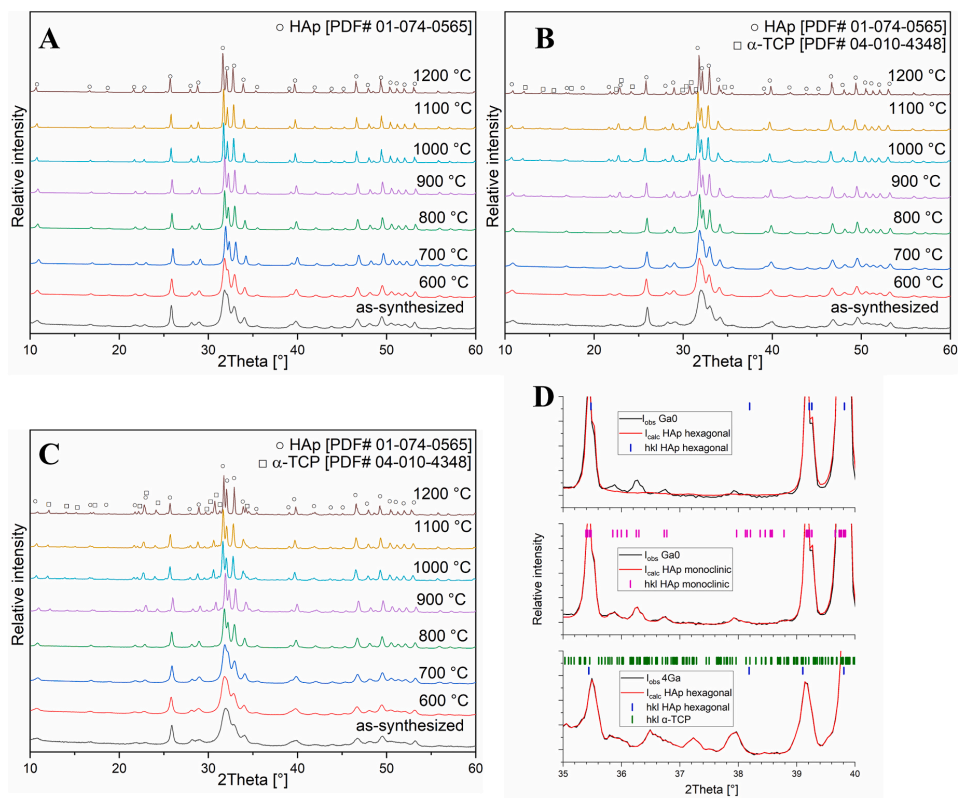 A
○ HAp [PDF# 01-074-0565]
1200 °C
1100 °C
1000 °C
900 °C
800 °C
700 °C
600 °C
as-synthesized
Relative intensity
10 20 30 40 50 60
2Theta [°]
B
○ HAp [PDF# 01-074-0565]
□ α-TCP [PDF# 04-010-4348]
1200 °C
1100 °C
1000 °C
900 °C
800 °C
700 °C
600 °C
as-synthesized
Relative intensity
10 20 30 40 50 60
2Theta [°]
C
○ HAp [PDF# 01-074-0565]
□ α-TCP [PDF# 04-010-4348]
1200 °C
1100 °C
1000 °C
900 °C
800 °C
700 °C
600 °C
as-synthesized
Relative intensity
10 20 30 40 50 60
2Theta [°]
D
Iobs Ga0
Icalc HAp hexagonal
hkl HAp hexagonal
Iobs Ga0
Icalc HAp monoclinic
hkl HAp monoclinic
Iobs 4Ga
Icalc HAp hexagonal
hkl HAp hexagonal
hkl α-TCP
Relative intensity
35 36 37 38 39 40
2Theta [°]